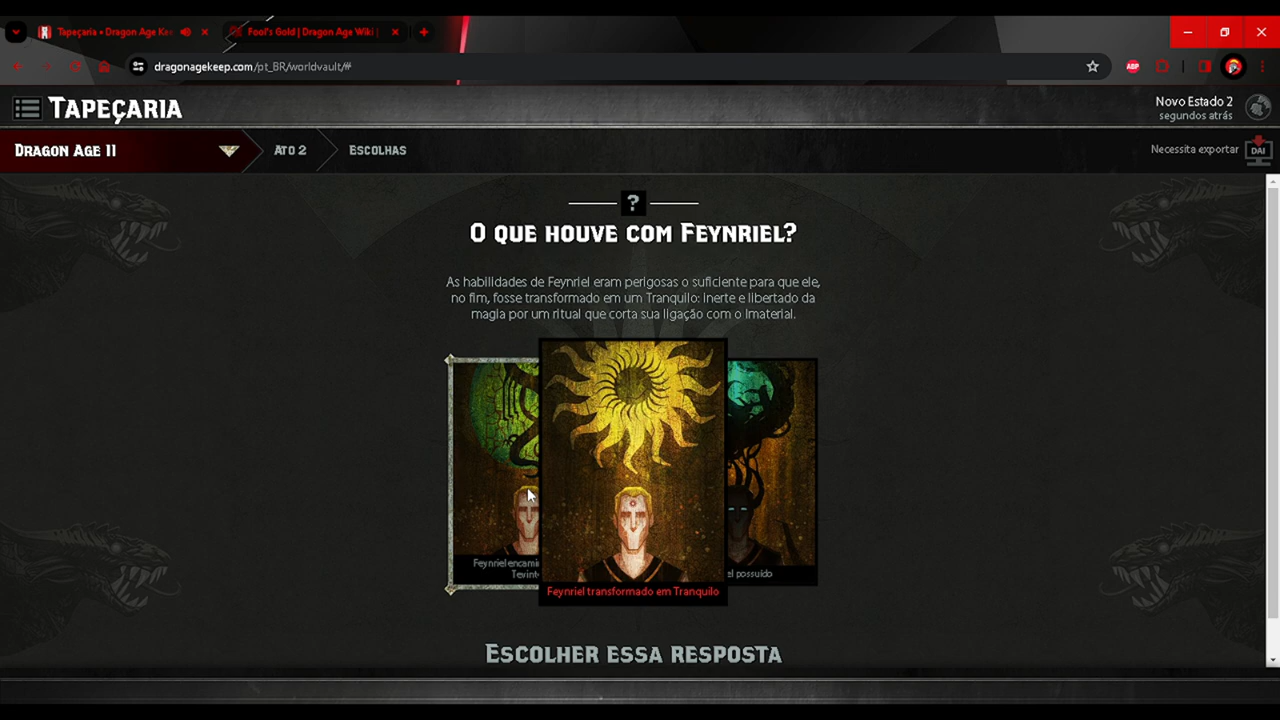 Tapeçaria • Dragon Age Kee
Fool's Gold | Dragon Age Wiki |
dragonagekeep.com/pt_BR/worldvault/#
ABP
Tapeçaria
Novo Estado 2
segundos atrás
Dragon Age II
Ato 2
Escolhas
Necessita exportar
DAI
?
O que houve com Feynriel?
As habilidades de Feynriel eram perigosas o suficiente para que ele,
no fim, fosse transformado em um Tranquilo: inerte e libertado da
magia por um ritual que corta sua ligação com o Imaterial.
Feynriel encami
Tevint
Feynriel transformado em Tranquilo
el possuído
Escolher essa resposta